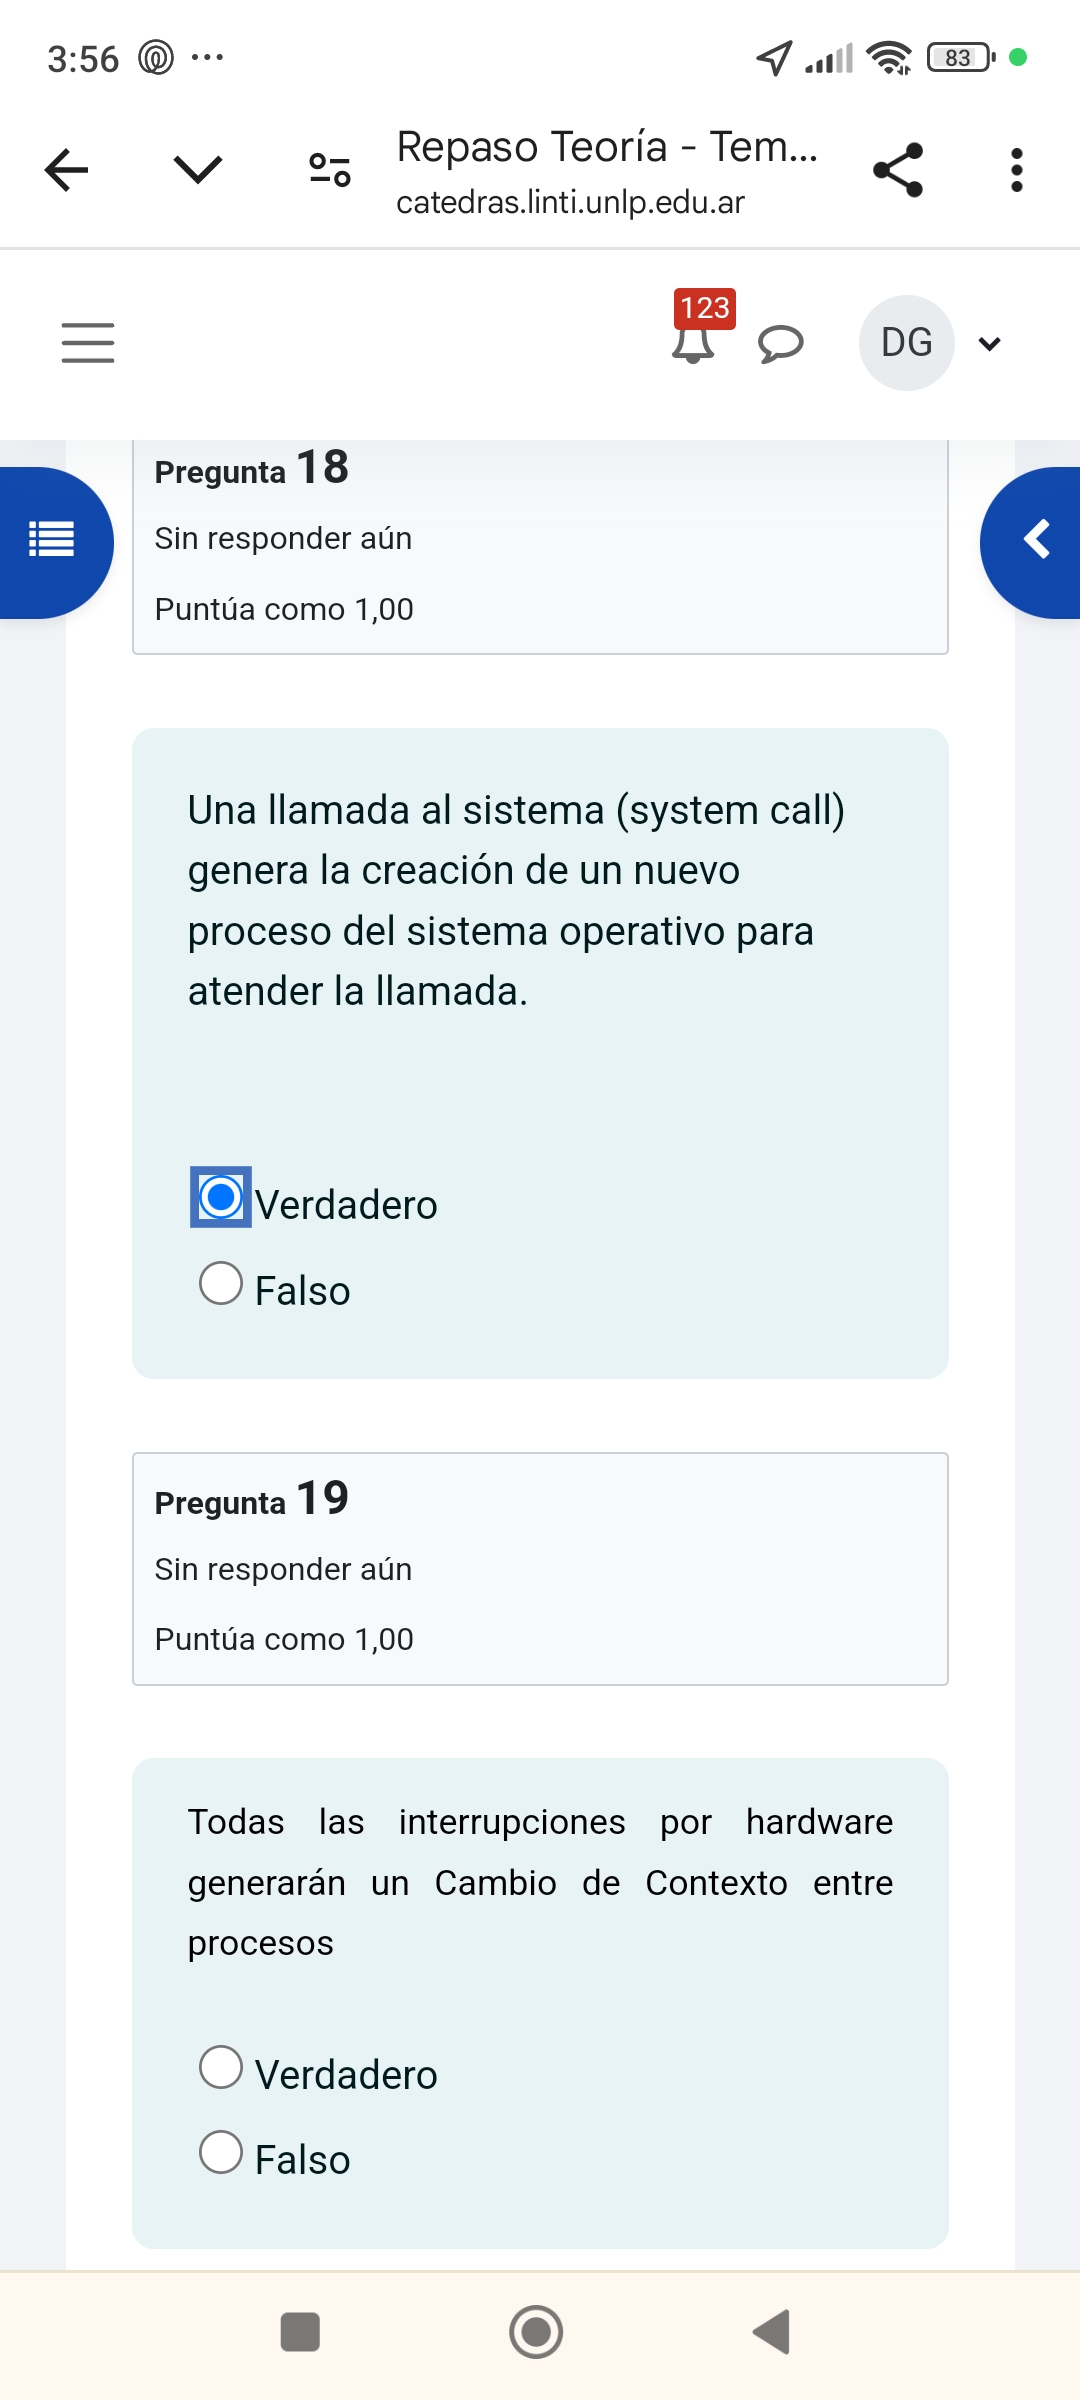 3:56
83
Repaso Teoría - Tem...
catedras.linti.unlp.edu.ar
123
DG
Pregunta 18
Sin responder aún
Puntúa como 1,00
Una llamada al sistema (system call)
genera la creación de un nuevo
proceso del sistema operativo para
atender la llamada.
Verdadero
Falso
Pregunta 19
Sin responder aún
Puntúa como 1,00
Todas las interrupciones por hardware
generarán un Cambio de Contexto entre
procesos
Verdadero
Falso